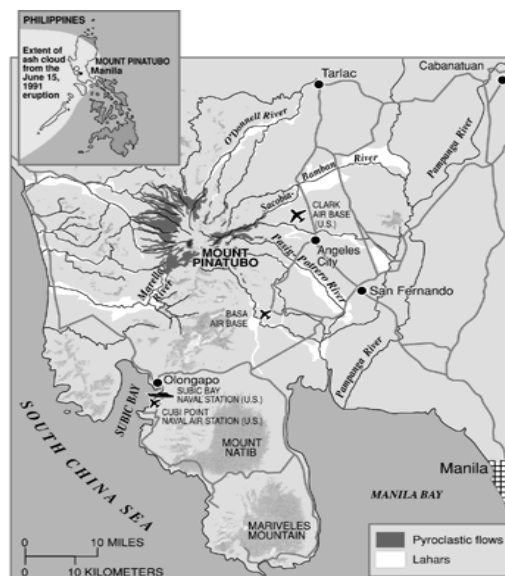 PHILIPPINES
Extent of
ash cloud
from the
June 15,
1991
eruption
MOUNT PINATUBO
Manila
Tarlac
Cabanatuan
O'Donnell River
Pampanga River
Sacobia-
Bamban
River
CLARK
AIR BASE
(U.S.)
MOUNT
PINATUBO
Angeles
City
Pasig-
Potrero River
Marella
River
San Fernando
BASA
AIR BASE
Pampanga River
Olongapo
SUBIC BAY
NAVAL STATION (U.S.)
CUBI POINT
NAVAL AIR STATION (U.S.)
SUBIC BAY
MOUNT
NATIB
Manila
SOUTH CHINA SEA
MANILA BAY
MARIVELES
MOUNTAIN
0 10 MILES
0 10 KILOMETERS
Pyroclastic flows
Lahars